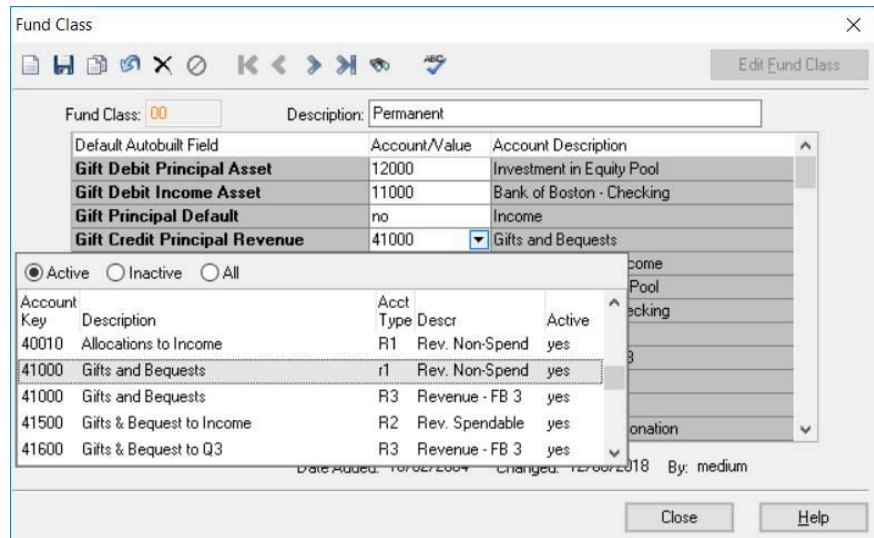 Fund Class
ABC
Edit Fund Class
Fund Class: 00 Description: Permanent
Default Autobuilt Field Account/Value Account Description
Gift Debit Principal Asset 12000 Investment in Equity Pool
Gift Debit Income Asset 11000 Bank of Boston - Checking
Gift Principal Default no Income
Gift Credit Principal Revenue 41000 Gifts and Bequests
Active Inactive All
Pool
Account Key Description Acct Type Descr Active
40010 Allocations to Income R1 Rev. Non-Spend yes
41000 Gifts and Bequests r1 Rev. Non-Spend yes
41000 Gifts and Bequests R3 Revenue - FB 3 yes
41500 Gifts & Bequest to Income R2 Rev. Spendable yes
41600 Gifts & Bequest to Q3 R3 Revenue - FB 3 yes
By: medium
Close Help